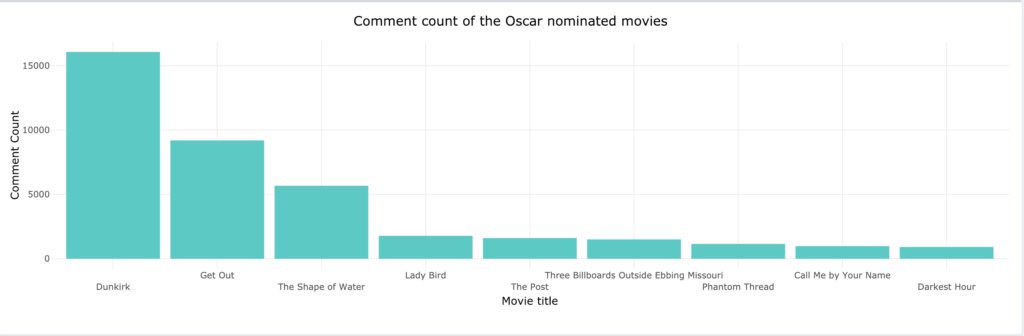 Comment count of the Oscar nominated movies
Comment Count
15000
10000
5000
0
Get Out
Lady Bird
Three Billboards Outside Ebbing Missouri
Call Me by Your Name
Dunkirk
The Shape of Water
The Post
Phantom Thread
Darkest Hour
Movie title